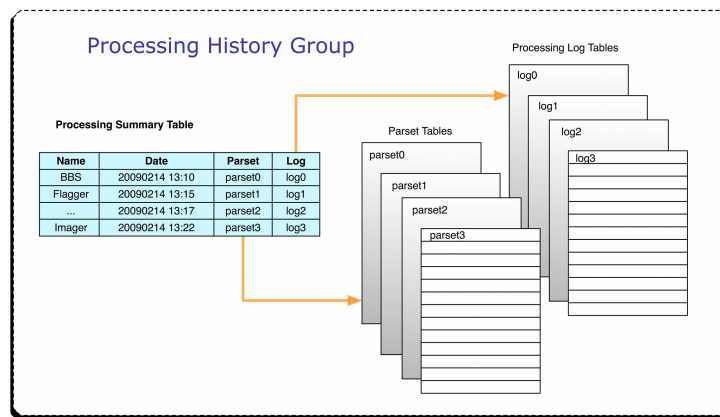 Processing History Group
Processing Summary Table
Name Date Parset Log
BBS 20090214 13:10 parset0 log0
Flagger 20090214 13:15 parset1 log1
... 20090214 13:17 parset2 log2
Imager 20090214 13:22 parset3 log3
Parset Tables
parset0
parset1
parset2
parset3
Processing Log Tables
log0
log1
log2
log3